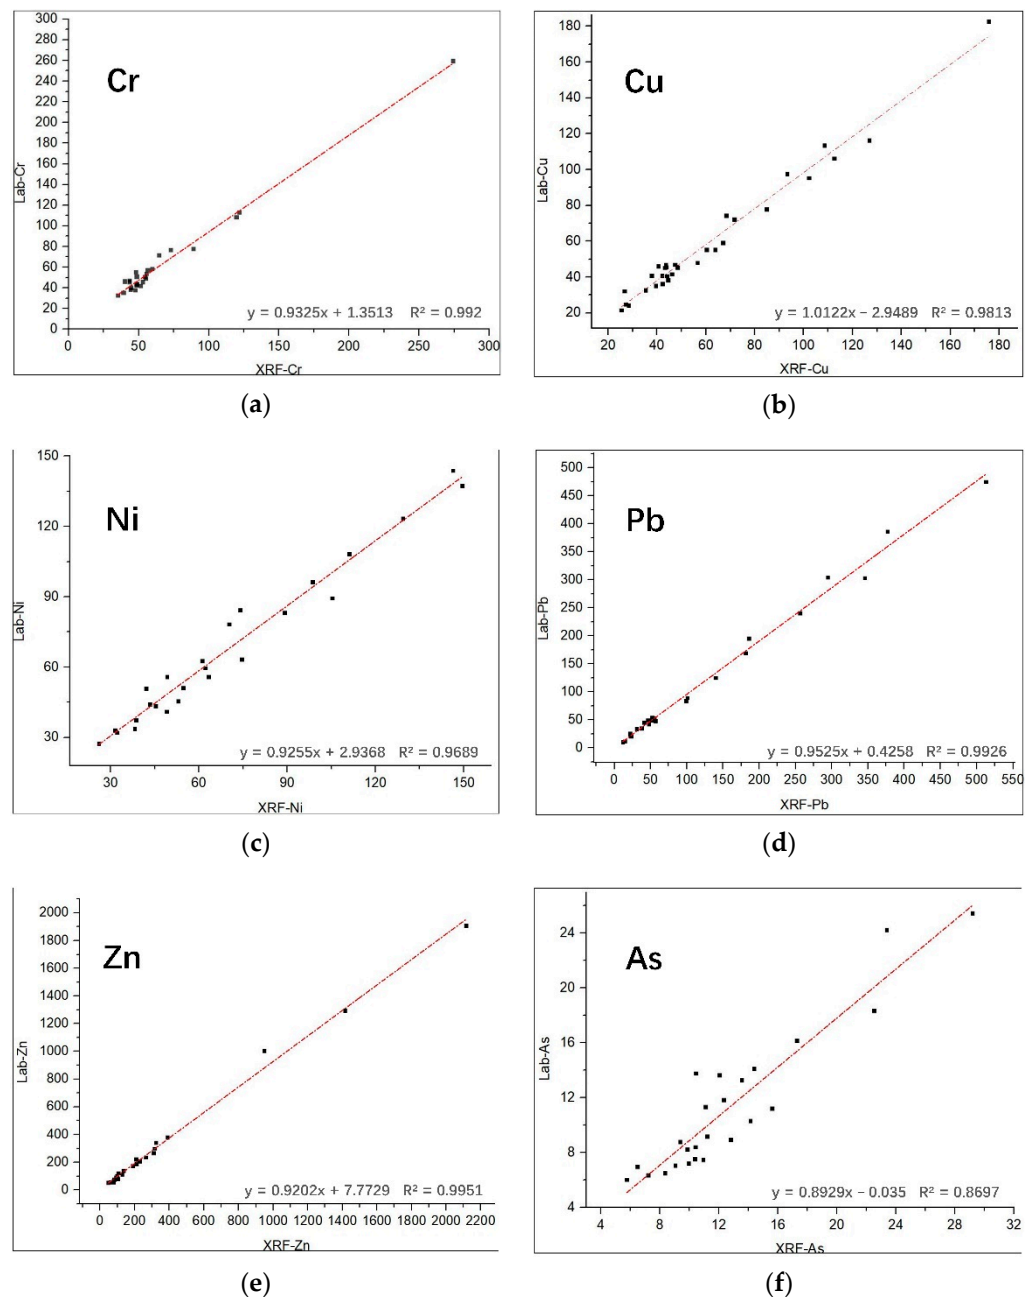 300
280
260
240
220
200
180
160
140
120
100
80
60
40
20
0
Lab-Cr
Cr
y = 0.9325x + 1.3513 R² = 0.992
0 50 100 150 200 250 300
XRF-Cr
(a)
180
160
140
120
100
80
60
40
20
Lab-Cu
Cu
y = 1.0122x − 2.9489 R² = 0.9813
20 40 60 80 100 120 140 160 180
XRF-Cu
(b)
150
120
90
60
30
Lab-Ni
Ni
y = 0.9255x + 2.9368 R² = 0.9689
30 60 90 120 150
XRF-Ni
(c)
500
450
400
350
300
250
200
150
100
50
0
Lab-Pb
Pb
y = 0.9525x + 0.4258 R² = 0.9926
0 50 100 150 200 250 300 350 400 450 500 550
XRF-Pb
(d)
2000
1800
1600
1400
1200
1000
800
600
400
200
0
Lab-Zn
Zn
y = 0.9202x + 7.7729 R² = 0.9951
0 200 400 600 800 1000 1200 1400 1600 1800 2000 2200
XRF-Zn
(e)
24
20
16
12
8
4
Lab-As
As
y = 0.8929x − 0.035 R² = 0.8697
4 8 12 16 20 24 28 32
XRF-As
(f)